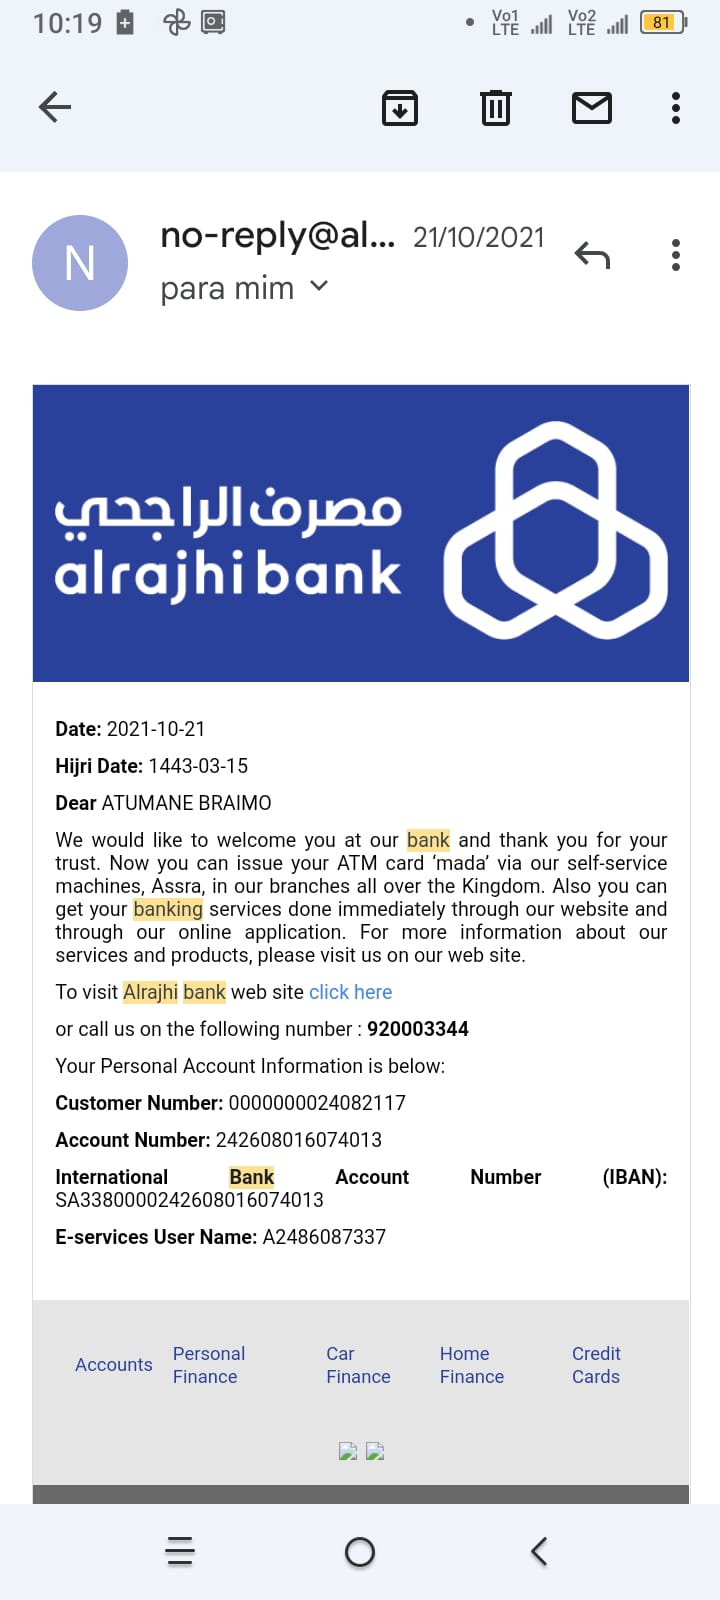 10:19
Vo1 LTE Vo2 LTE 81
N
no-reply@al... 21/10/2021
para mim
مصرف الراجحي
alrajhi bank
Date: 2021-10-21
Hijri Date: 1443-03-15
Dear ATUMANE BRAIMO
We would like to welcome you at our bank and thank you for your
trust. Now you can issue your ATM card ‘mada’ via our self-service
machines, Assra, in our branches all over the Kingdom. Also you can
get your banking services done immediately through our website and
through our online application. For more information about our
services and products, please visit us on our web site.
To visit Alrajhi bank web site click here
or call us on the following number : 920003344
Your Personal Account Information is below:
Customer Number: 0000000024082117
Account Number: 242608016074013
International Bank Account Number (IBAN):
SA3380000242608016074013
E-services User Name: A2486087337
Accounts Personal Finance Car Finance Home Finance Credit Cards